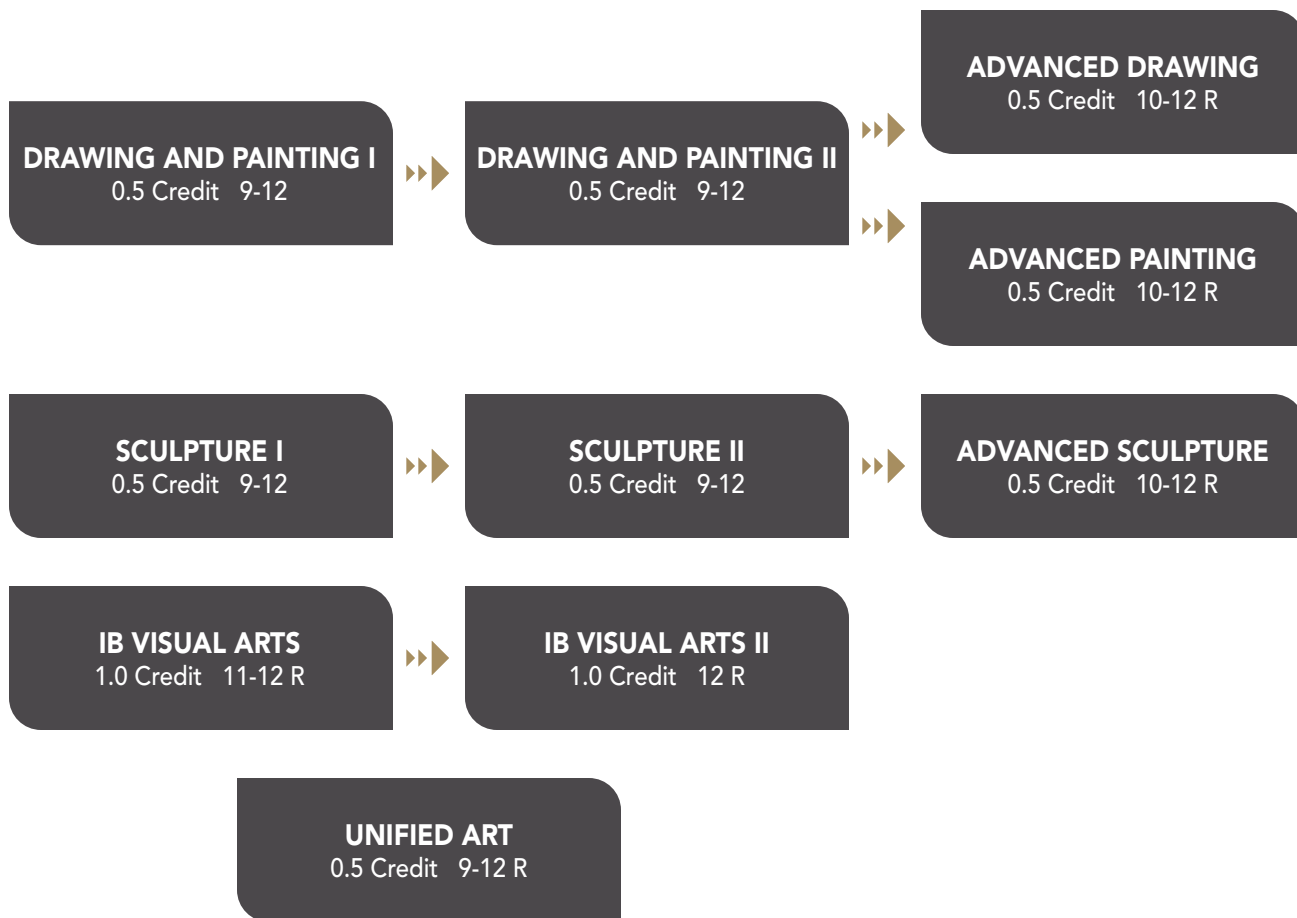 ADVANCED DRAWING
0.5 Credit 10-12 R
DRAWING AND PAINTING I
0.5 Credit 9-12
DRAWING AND PAINTING II
0.5 Credit 9-12
ADVANCED PAINTING
0.5 Credit 10-12 R
SCULPTURE I
0.5 Credit 9-12
SCULPTURE II
0.5 Credit 9-12
ADVANCED SCULPTURE
0.5 Credit 10-12 R
IB VISUAL ARTS
1.0 Credit 11-12 R
IB VISUAL ARTS II
1.0 Credit 12 R
UNIFIED ART
0.5 Credit 9-12 R